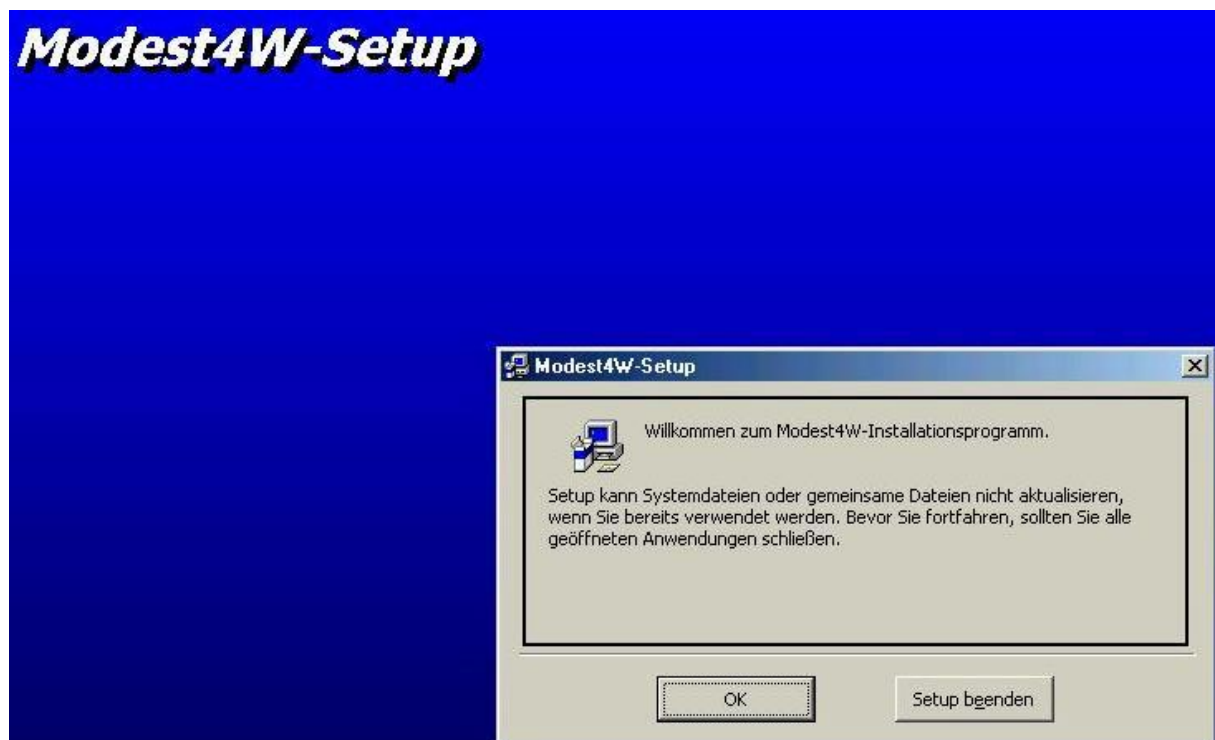 Modest4W-Setup
Modest4W-Setup
Willkommen zum Modest4W-Installationsprogramm.
Setup kann Systemdateien oder gemeinsame Dateien nicht aktualisieren,
wenn Sie bereits verwendet werden. Bevor Sie fortfahren, sollten Sie alle
geöffneten Anwendungen schließen.
OK
Setup beenden